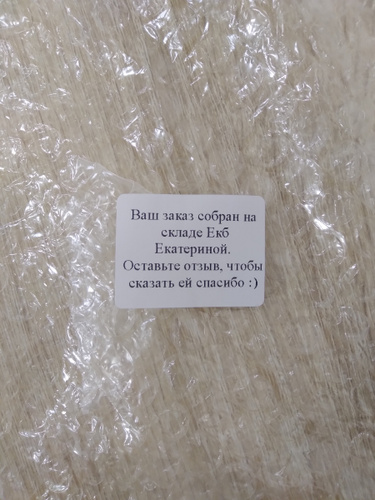 Ваш заказ собран на
складе Екб
Екатериной.
Оставьте отзыв, чтобы
сказать ей спасибо :)